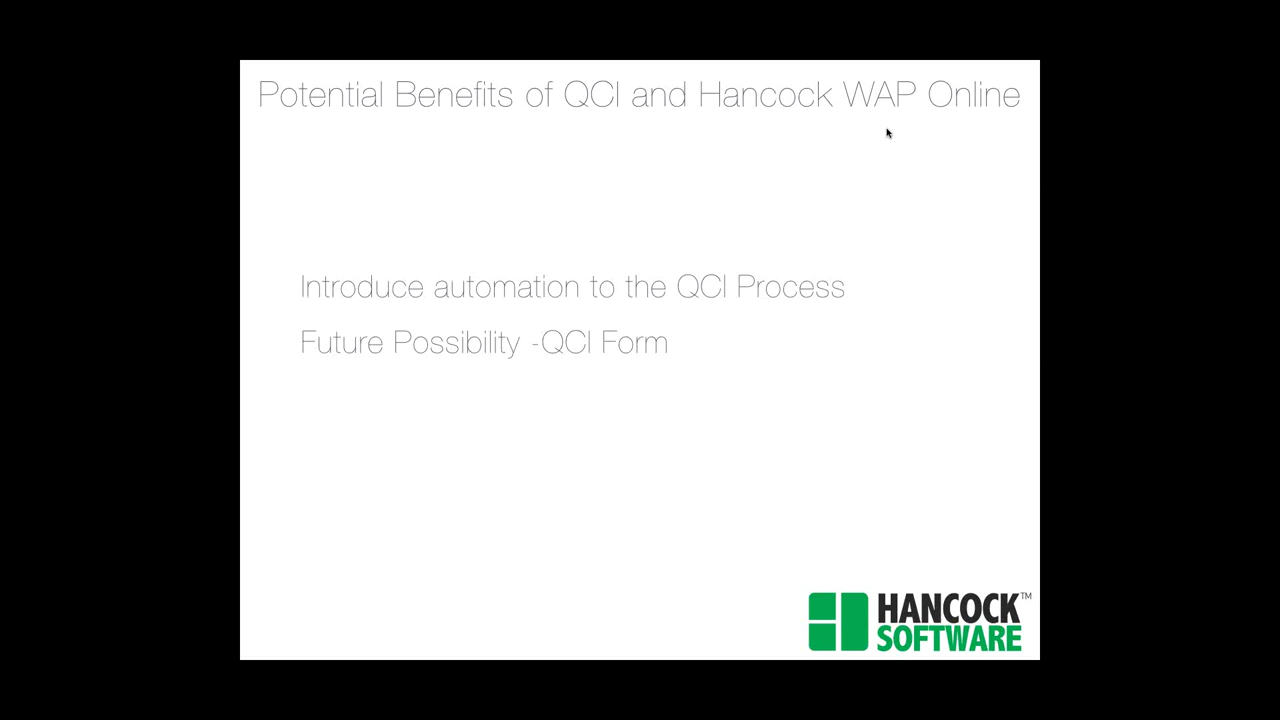 Potential Benefits of QCI and Hancock WAP Online
Introduce automation to the QCI Process
Future Possibility -QCI Form
HANCOCK™
SOFTWARE